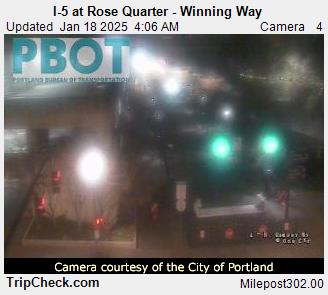 I-5 at Rose Quarter - Winning Way
Updated Jan 18 2025 4:06 AM Camera 4
PBOT
PORTLAND BUREAU OF TRANSPORTATION
Camera courtesy of the City of Portland
TripCheck.com Milepost302.00